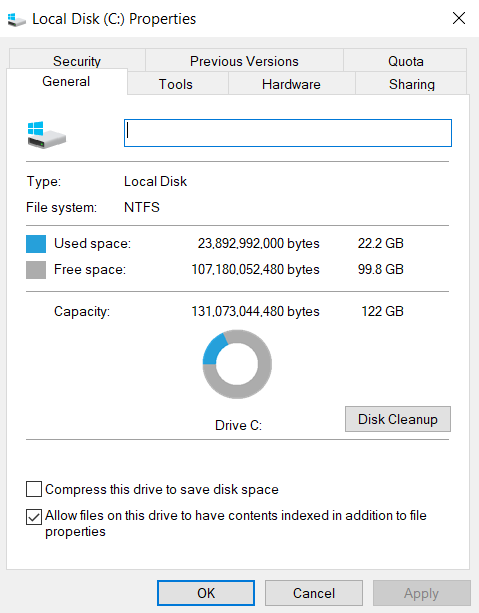 Local Disk (C:) Properties
Security Previous Versions Quota
General Tools Hardware Sharing
Type: Local Disk
File system: NTFS
Used space: 23,892,992,000 bytes 22.2 GB
Free space: 107,180,052,480 bytes 99.8 GB
Capacity: 131,073,044,480 bytes 122 GB
Drive C: Disk Cleanup
Compress this drive to save disk space
Allow files on this drive to have contents indexed in addition to file
properties
OK Cancel Apply